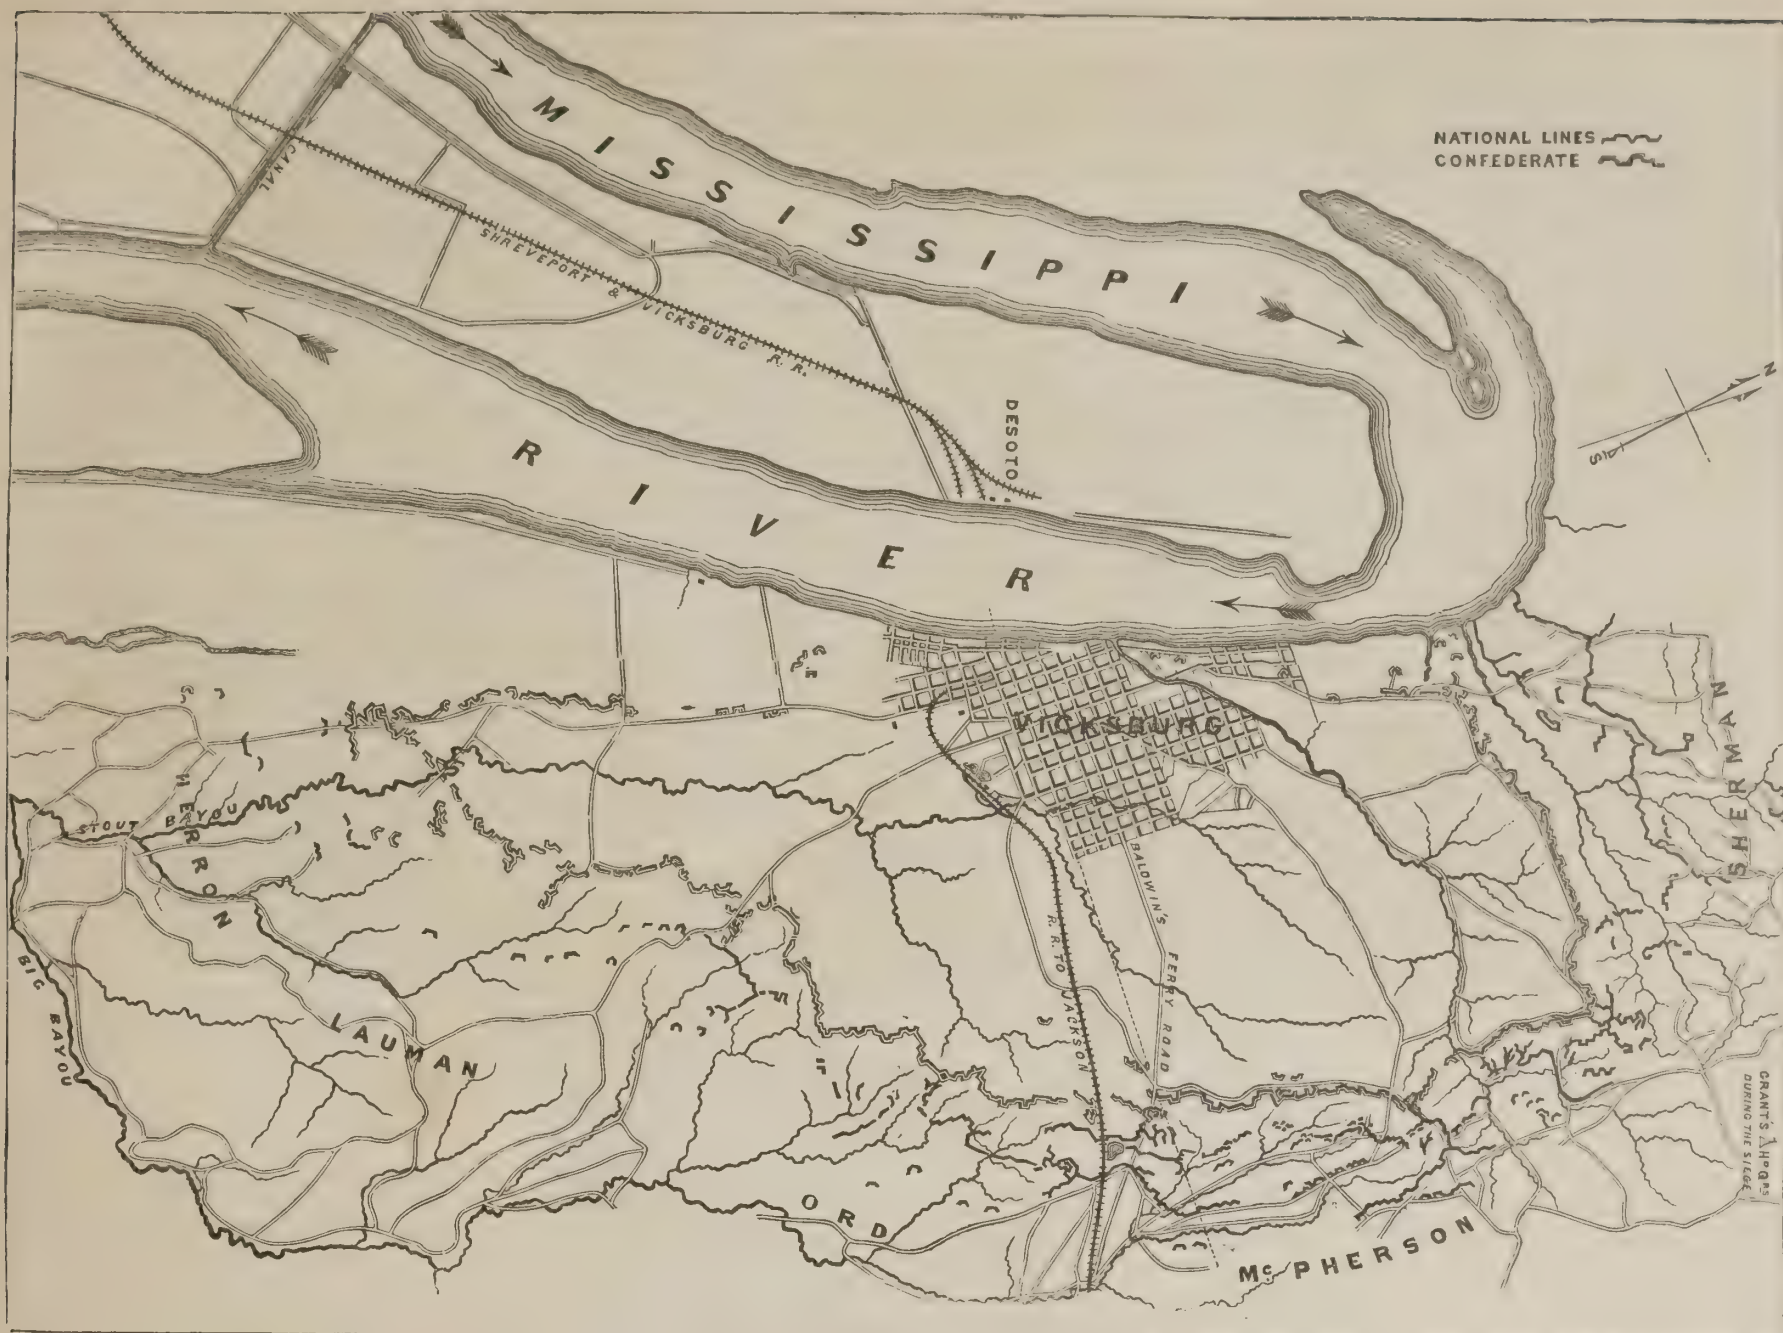 MISSISSIPPI
NATIONAL LINES
CONFEDERATE
CANAL
SHREVEPORT & VICKSBURG R. R.
N
S
DESOTO
RIVER
VICKSBURG
SHERMAN
HERRON
STOUT BAYOU
BALDWIN'S FERRY ROAD
R. R. TO JACKSON
BIG BAYOU
LAUMAN
GRANT'S HDQRS
DURING THE SIEGE
ORD
McPHERSON